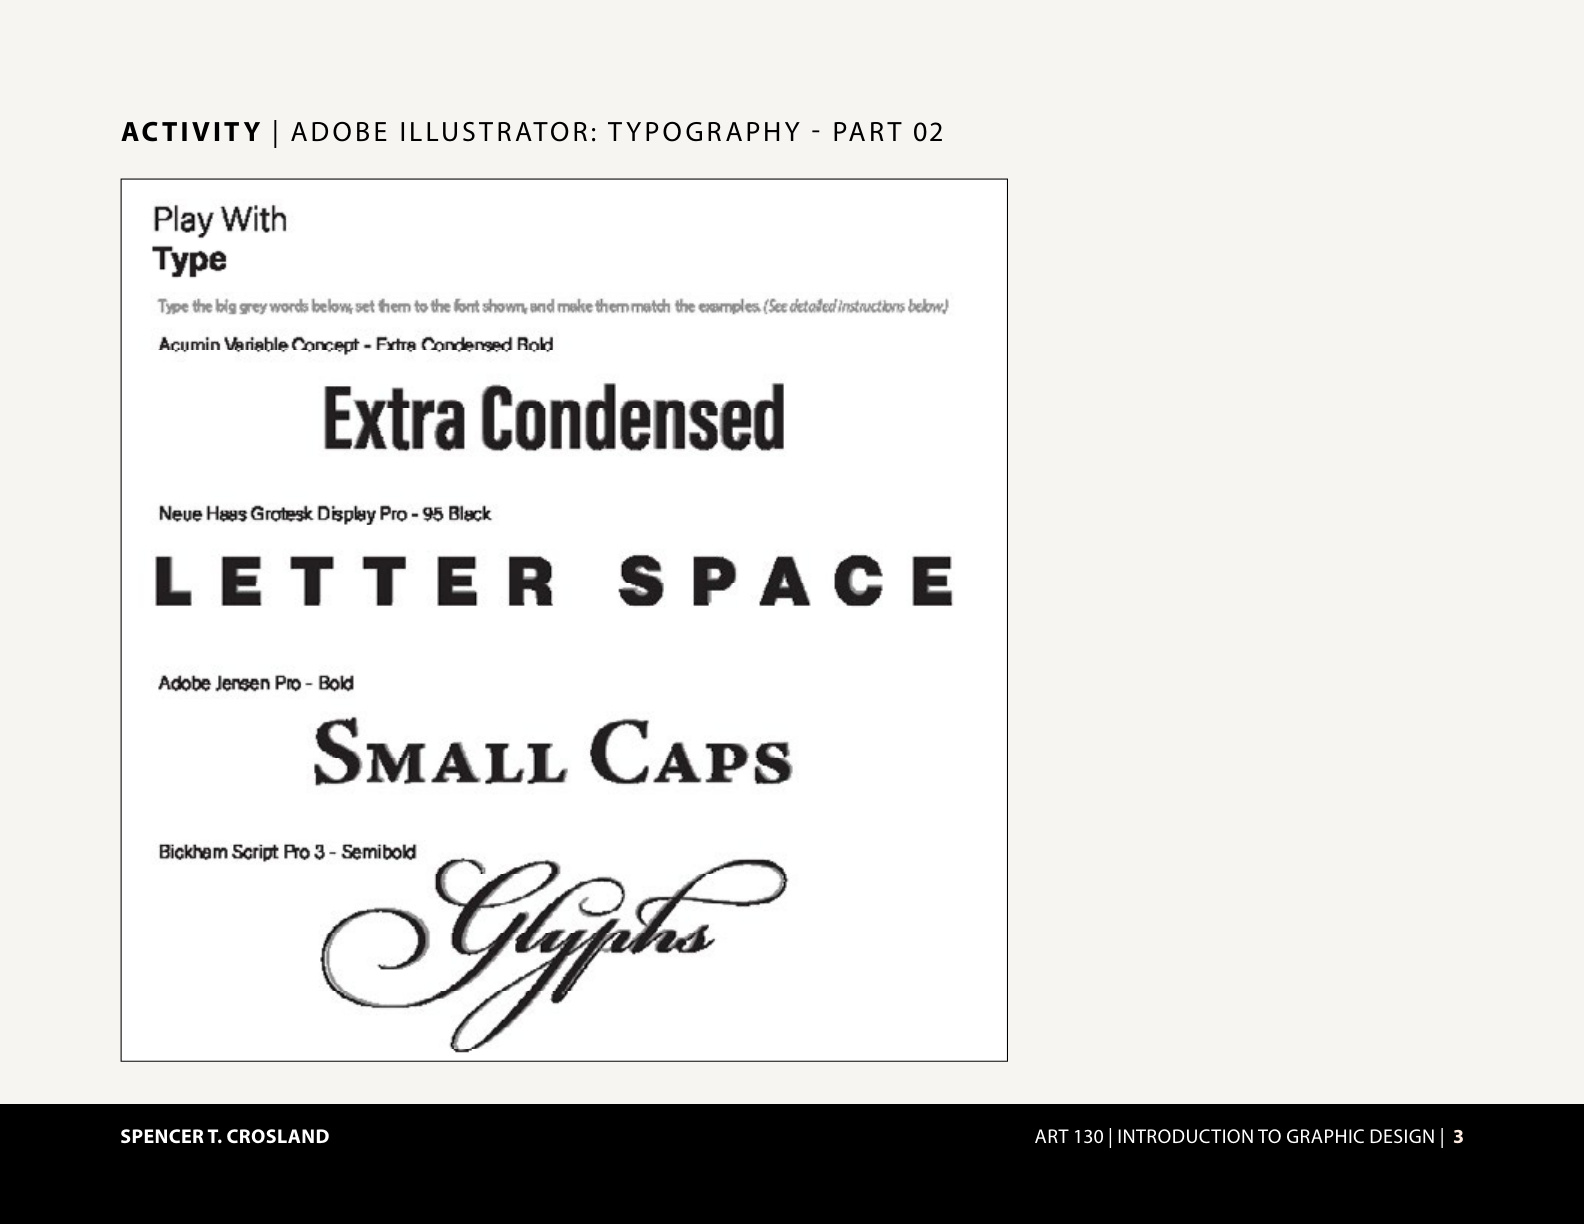 ACTIVITY | ADOBE ILLUSTRATOR: TYPOGRAPHY - PART 02
Play With
Type
Type the big grey words below, set them to the font shown, and make them match the examples. (See detailed instructions below.)
Acumin Variable Concept - Extra Condensed Bold
Extra Condensed
Neue Haas Grotesk Display Pro - 95 Black
LETTER SPACE
Adobe Jensen Pro - Bold
SMALL CAPS
Bickham Script Pro 3 - Semibold
Glyphs
SPENCER T. CROSLAND
ART 130 | INTRODUCTION TO GRAPHIC DESIGN | 3